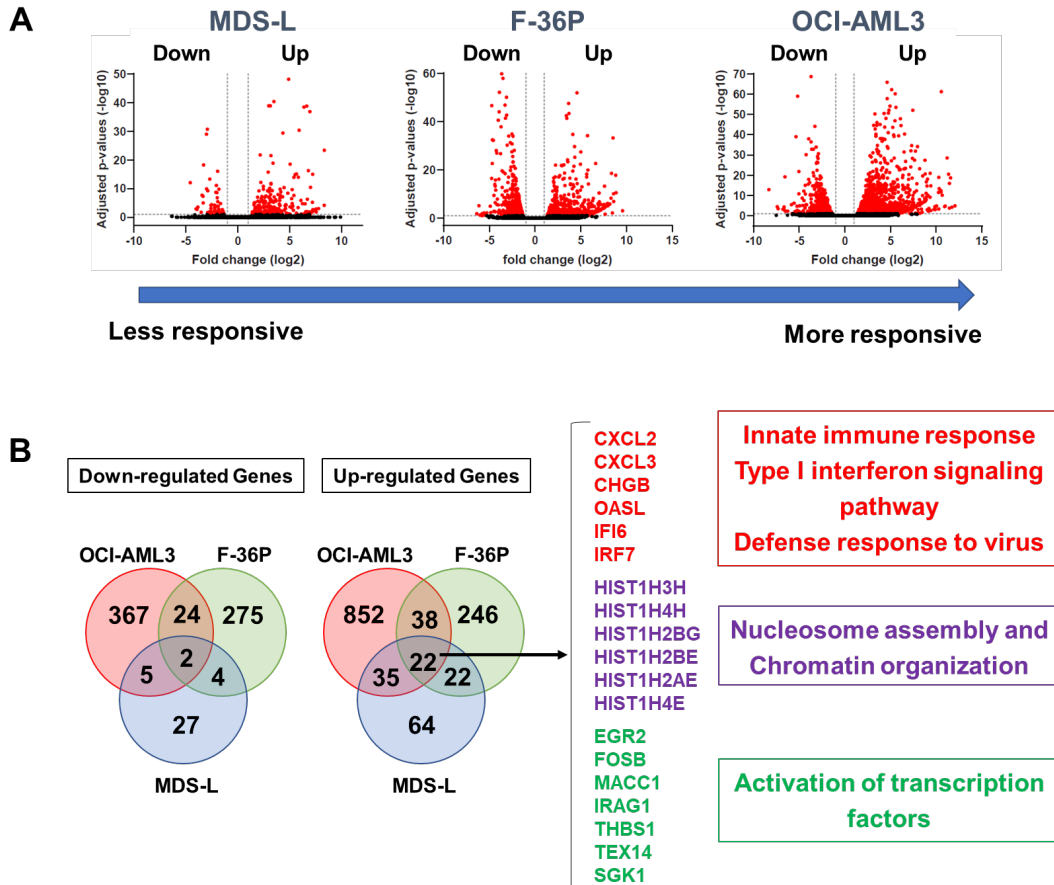 A
MDS-L
F-36P
OCI-AML3
Down Up
Down Up
Down Up
Adjusted p-values (-log10)
50
40
30
20
10
0
-10 -5 0 5 10
Fold change (log2)
Adjusted p-values (-log10)
60
40
20
0
-10 -5 0 5 10 15
fold change (log2)
Adjusted p-values (-log10)
70
60
50
40
30
20
10
0
-10 -5 0 5 10 15
Fold change (log2)
Less responsive
More responsive
B
Down-regulated Genes
OCI-AML3 F-36P
367 24 275
2
5 4
27
MDS-L
Up-regulated Genes
OCI-AML3 F-36P
852 38 246
22
35 22
64
MDS-L
CXCL2
CXCL3
CHGB
OASL
IFI6
IRF7
HIST1H3H
HIST1H4H
HIST1H2BG
HIST1H2BE
HIST1H2AE
HIST1H4E
EGR2
FOSB
MACC1
IRAG1
THBS1
TEX14
SGK1
Innate immune response
Type I interferon signaling
pathway
Defense response to virus
Nucleosome assembly and
Chromatin organization
Activation of transcription
factors